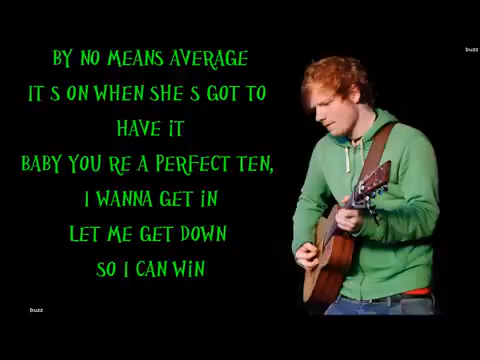 BY NO MEANS AVERAGE
IT S ON WHEN SHE S GOT TO
HAVE IT
BABY YOU RE A PERFECT TEN,
I WANNA GET IN
LET ME GET DOWN
SO I CAN WIN
buzz
buzz